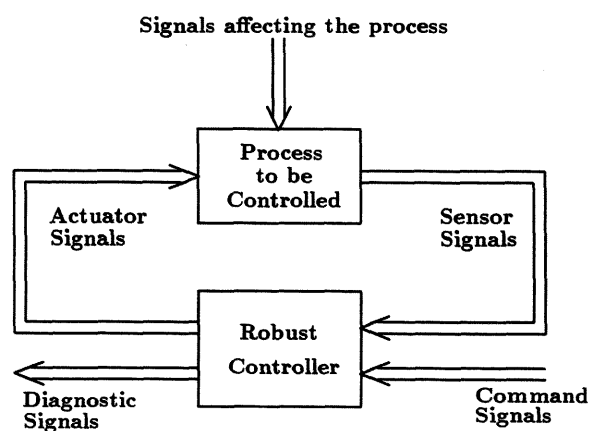 Signals affecting the process
Process
to be
Controlled
Actuator
Signals
Sensor
Signals
Robust
Controller
Diagnostic
Signals
Command
Signals